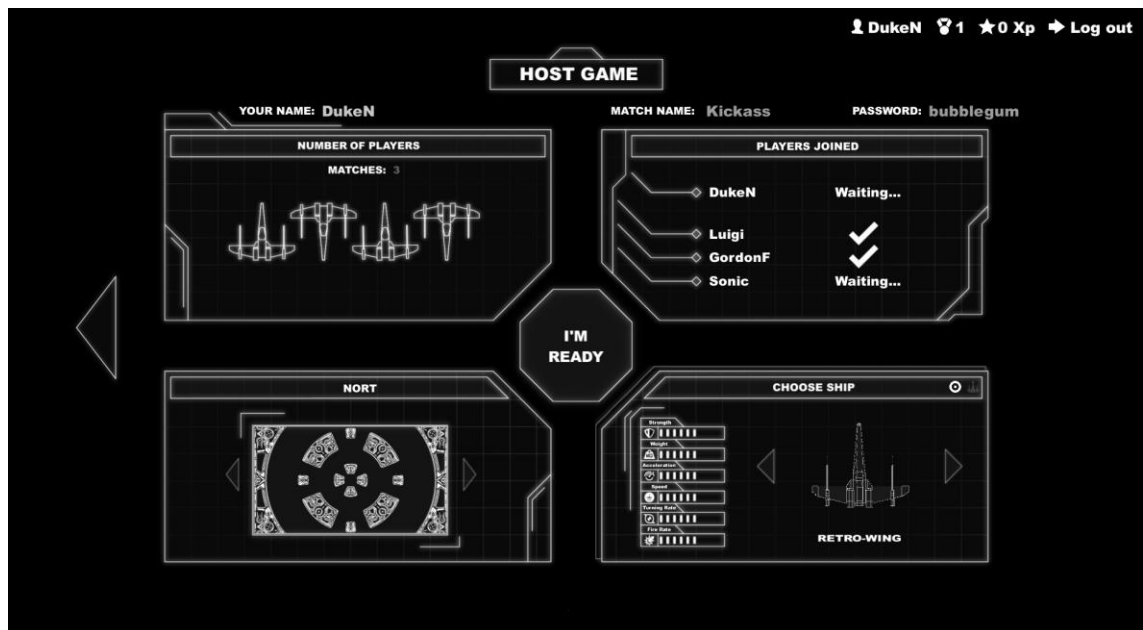 DukeN 1 0 Xp Log out
HOST GAME
YOUR NAME: DukeN
MATCH NAME: Kickass PASSWORD: bubblegum
NUMBER OF PLAYERS
MATCHES: 3
PLAYERS JOINED
DukeN Waiting...
Luigi
GordonF
Sonic Waiting...
I'M
READY
NORT
CHOOSE SHIP
Strength
Weight
Acceleration
Speed
Turning Rate
Fire Rate
RETRO-WING